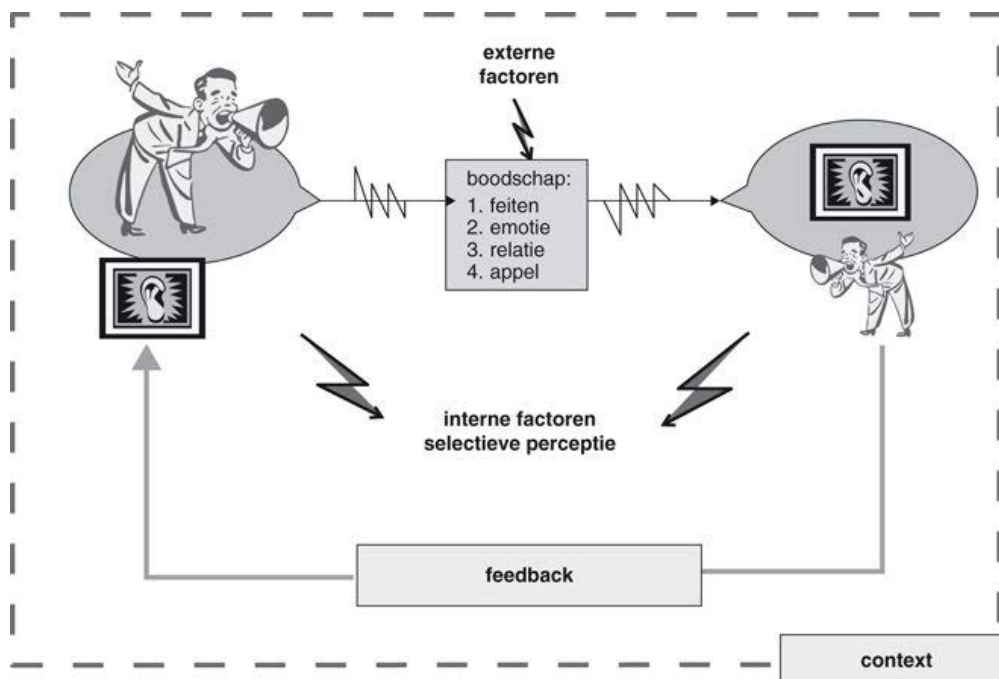 externe
factoren
boodschap:
1. feiten
2. emotie
3. relatie
4. appel
interne factoren
selectieve perceptie
feedback
context